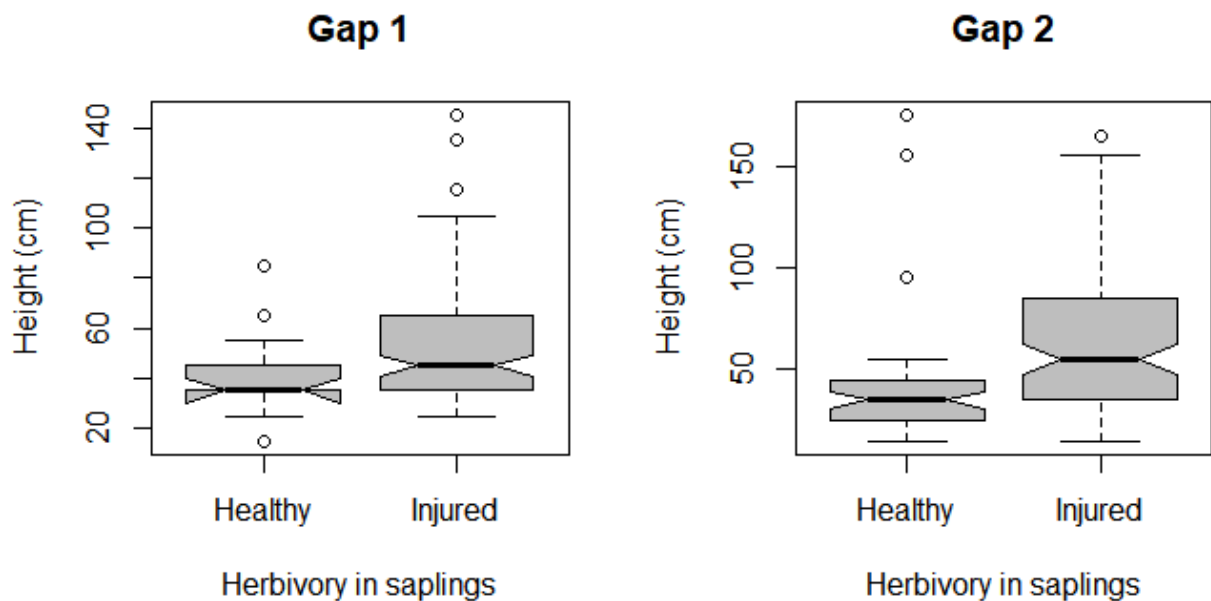 Gap 1
Height (cm)
140
100
60
20
Healthy
Injured
Herbivory in saplings
Gap 2
Height (cm)
150
100
50
Healthy
Injured
Herbivory in saplings